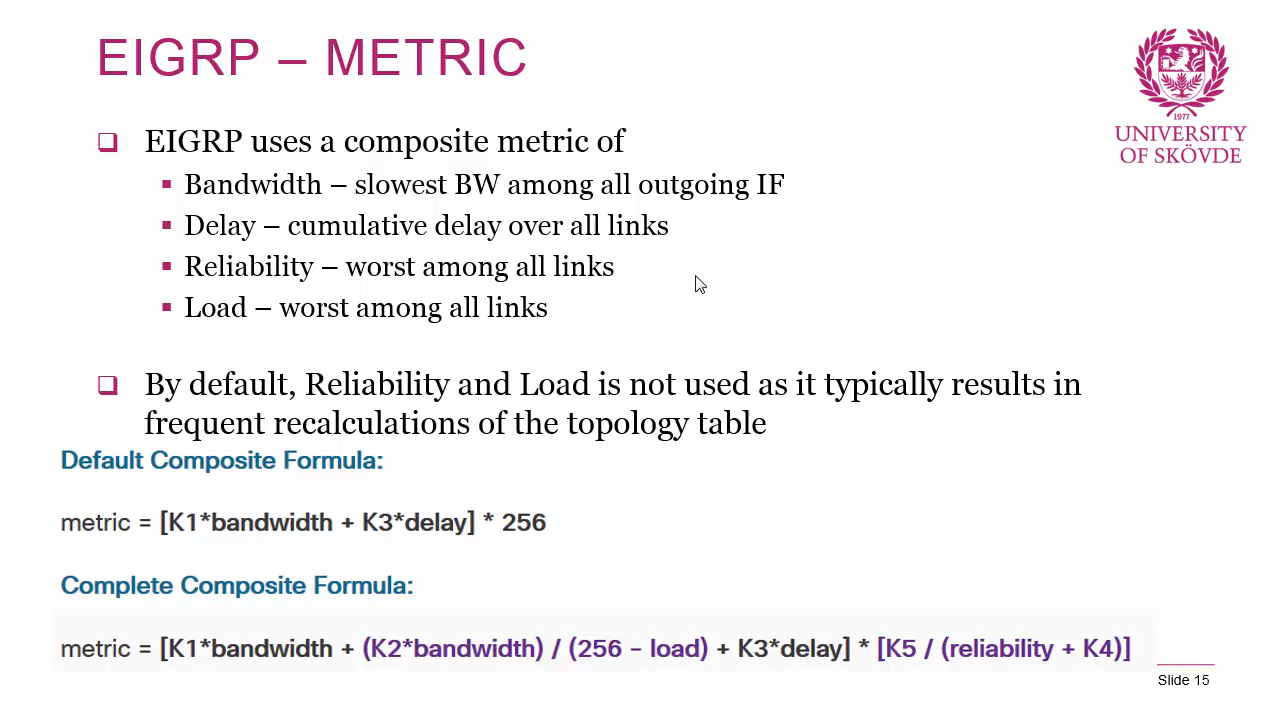 EIGRP – METRIC
1977
UNIVERSITY
OF SKÖVDE
EIGRP uses a composite metric of
Bandwidth – slowest BW among all outgoing IF
Delay – cumulative delay over all links
Reliability – worst among all links
Load – worst among all links
By default, Reliability and Load is not used as it typically results in
frequent recalculations of the topology table
Default Composite Formula:
metric = [K1*bandwidth + K3*delay] * 256
Complete Composite Formula:
metric = [K1*bandwidth + (K2*bandwidth) / (256 – load) + K3*delay] * [K5 / (reliability + K4)]
Slide 15